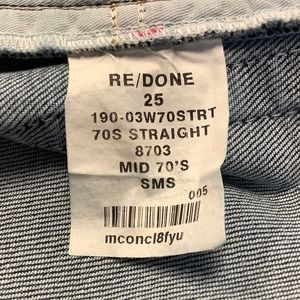 RE/DONE
25
190-03W70STRT
70S STRAIGHT
8703
MID 70'S
SMS
005
mconcl8fyu